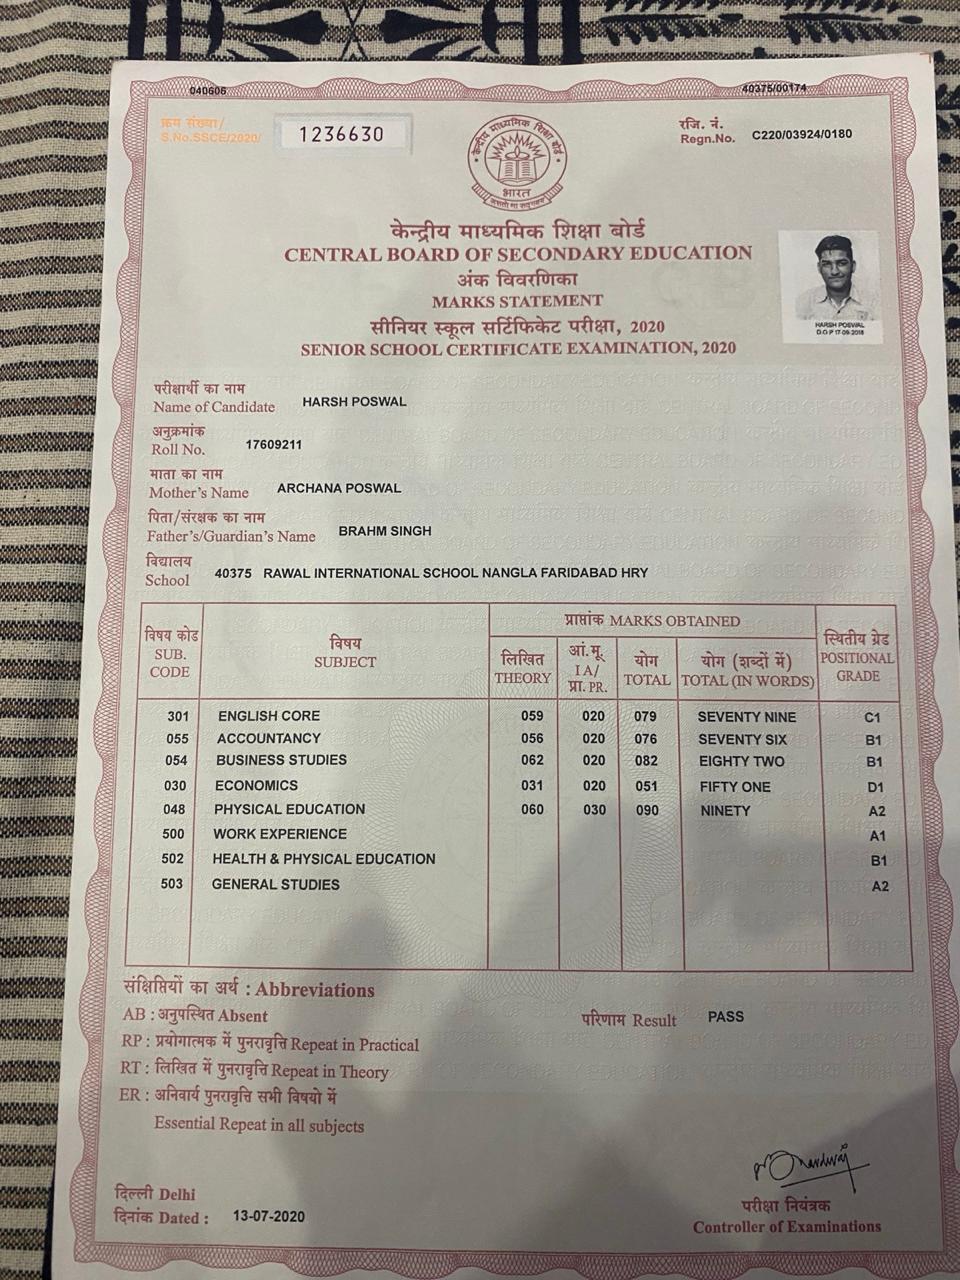 040606
40375/00174
क्रम संख्या/
S.No.SSCE/2020/
1236630
रजि. नं.
Regn.No. C220/03924/0180
केन्द्रीय माध्यमिक शिक्षा बोर्ड
भारत
असतो मा सद्गमय
केन्द्रीय माध्यमिक शिक्षा बोर्ड
CENTRAL BOARD OF SECONDARY EDUCATION
अंक विवरणिका
MARKS STATEMENT
सीनियर स्कूल सर्टिफिकेट परीक्षा, 2020
SENIOR SCHOOL CERTIFICATE EXAMINATION, 2020
HARSH POSWAL
D.O.P 17-09-2018
परीक्षार्थी का नाम
Name of Candidate HARSH POSWAL
अनुक्रमांक
Roll No. 17609211
माता का नाम
Mother's Name ARCHANA POSWAL
पिता/संरक्षक का नाम
Father's/Guardian's Name BRAHM SINGH
विद्यालय
School 40375 RAWAL INTERNATIONAL SCHOOL NANGLA FARIDABAD HRY
विषय कोड
SUB.
CODE
विषय
SUBJECT
प्राप्तांक MARKS OBTAINED
लिखित
THEORY
आं.मू.
I A/
प्रा. PR.
योग
TOTAL
योग (शब्दों में)
TOTAL (IN WORDS)
स्थितीय ग्रेड
POSITIONAL
GRADE
301 ENGLISH CORE 059 020 079 SEVENTY NINE C1
055 ACCOUNTANCY 056 020 076 SEVENTY SIX B1
054 BUSINESS STUDIES 062 020 082 EIGHTY TWO B1
030 ECONOMICS 031 020 051 FIFTY ONE D1
048 PHYSICAL EDUCATION 060 030 090 NINETY A2
500 WORK EXPERIENCE A1
502 HEALTH & PHYSICAL EDUCATION B1
503 GENERAL STUDIES A2
संक्षिप्तियों का अर्थ : Abbreviations
AB : अनुपस्थित Absent
परिणाम Result PASS
RP : प्रयोगात्मक में पुनरावृत्ति Repeat in Practical
RT : लिखित में पुनरावृत्ति Repeat in Theory
ER : अनिवार्य पुनरावृत्ति सभी विषयो में
Essential Repeat in all subjects
दिल्ली Delhi
दिनांक Dated : 13-07-2020
परीक्षा नियंत्रक
Controller of Examinations